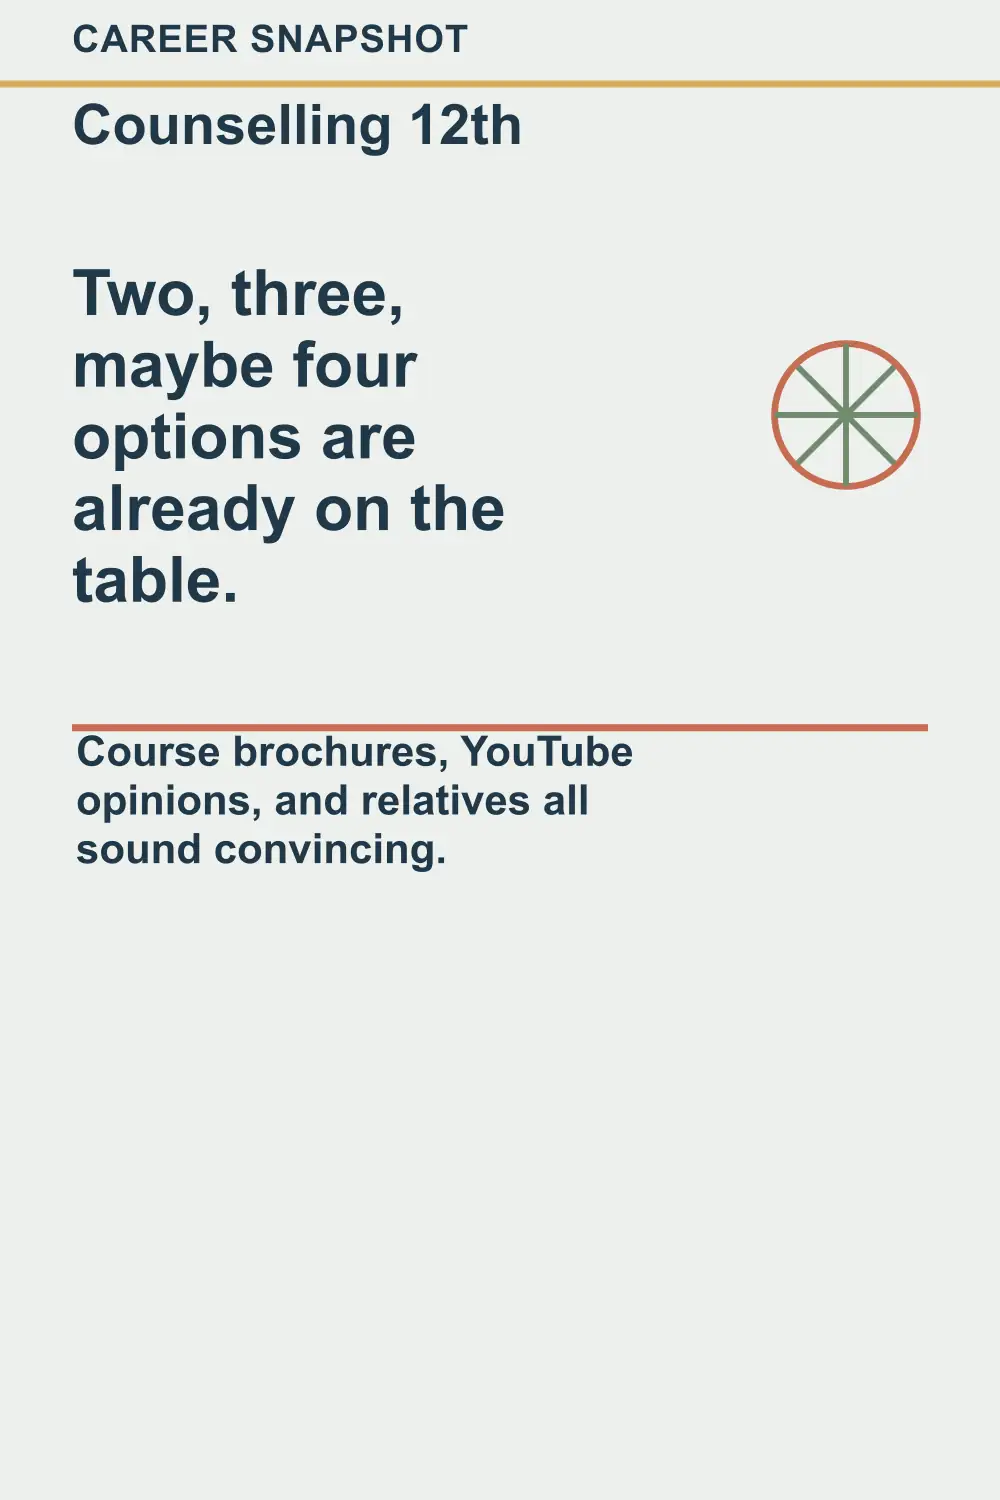 CAREER SNAPSHOT
Counselling 12th
Two, three,
maybe four
options are
already on the
table.
Course brochures, YouTube
opinions, and relatives all
sound convincing.